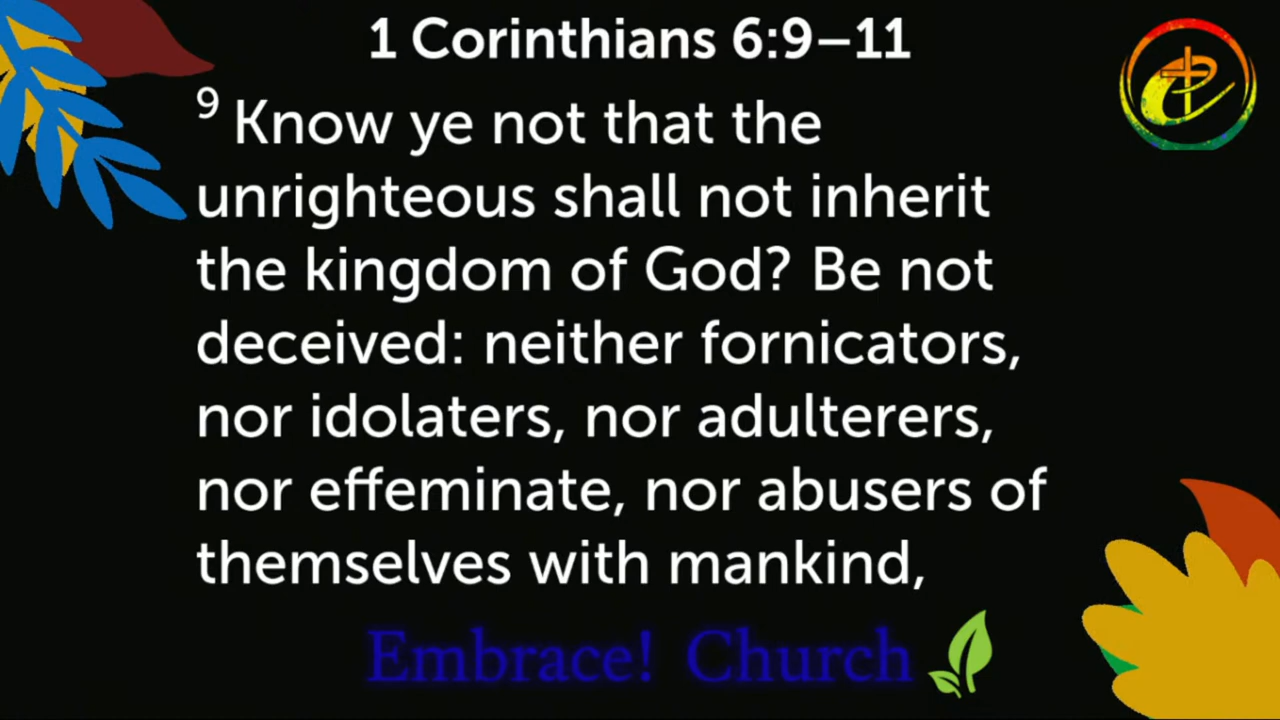 1 Corinthians 6:9–11
9 Know ye not that the
unrighteous shall not inherit
the kingdom of God? Be not
deceived: neither fornicators,
nor idolaters, nor adulterers,
nor effeminate, nor abusers of
themselves with mankind,
Embrace! Church